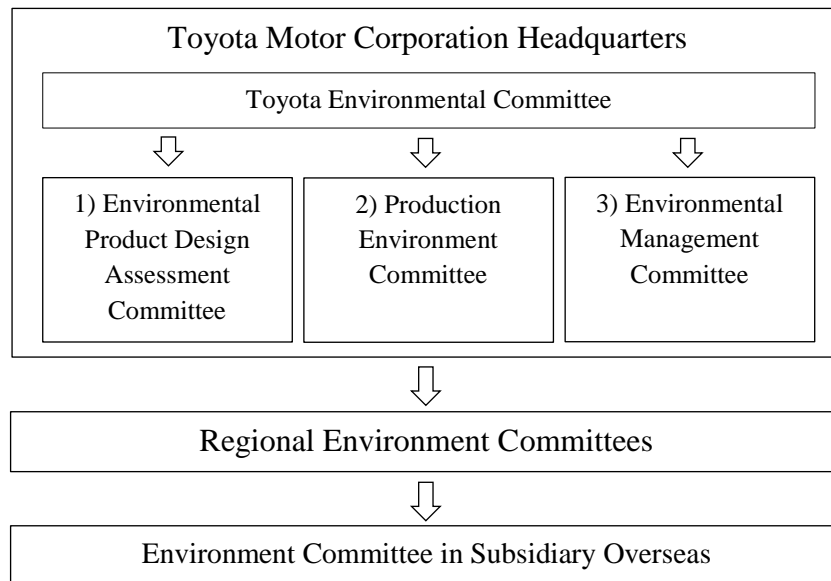 Toyota Motor Corporation Headquarters
Toyota Environmental Committee
1) Environmental
Product Design
Assessment
Committee
2) Production
Environment
Committee
3) Environmental
Management
Committee
Regional Environment Committees
Environment Committee in Subsidiary Overseas